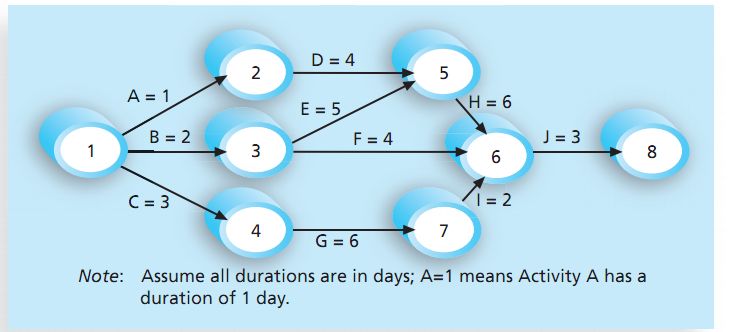 D = 4
2
5
A = 1
H = 6
E = 5
B = 2
F = 4
J = 3
1
3
6
8
C = 3
I = 2
4
7
G = 6
Note: Assume all durations are in days; A=1 means Activity A has a
duration of 1 day.